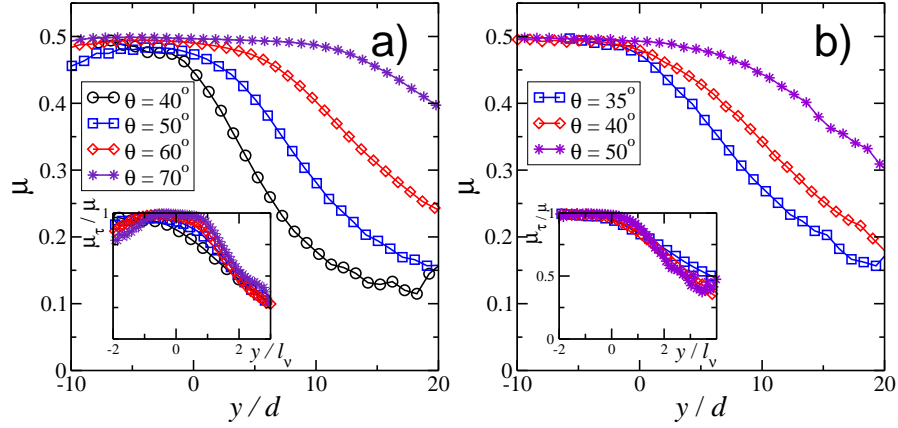 a)
0.5
0.4
0.3
0.2
0.1
0
μ
θ = 40°
θ = 50°
θ = 60°
θ = 70°
μτ / μ
1
-2
0
2
y / lν
-10
0
10
20
y / d
b)
0.5
0.4
0.3
0.2
0.1
0
μ
θ = 35°
θ = 40°
θ = 50°
μτ / μ
1
0.5
0
-2
0
2
y / lν
-10
0
10
20
y / d